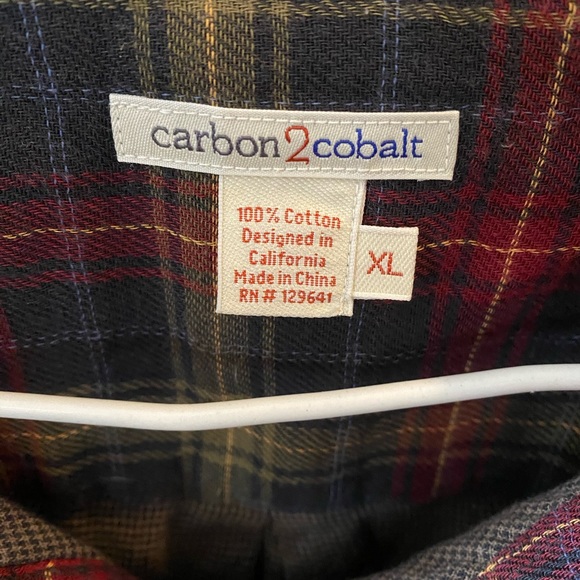 carbon2cobalt
100% Cotton
Designed in
California
Made in China
RN# 129641
XL